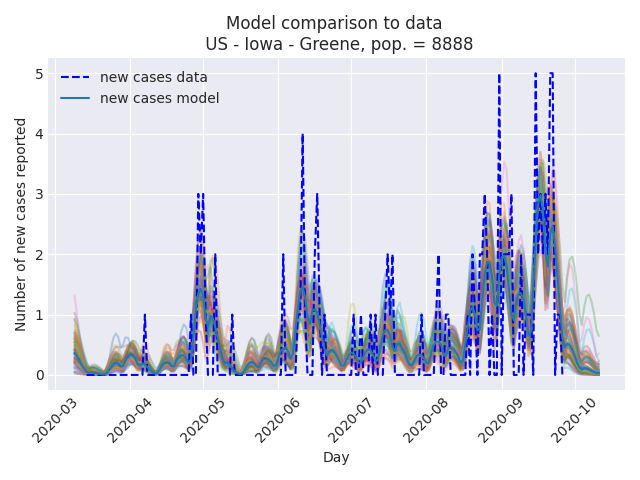 Model comparison to data
US - Iowa - Greene, pop. = 8888
new cases data
new cases model
Number of new cases reported
5
4
3
2
1
0
2020-03
2020-04
2020-05
2020-06
2020-07
2020-08
2020-09
2020-10
Day